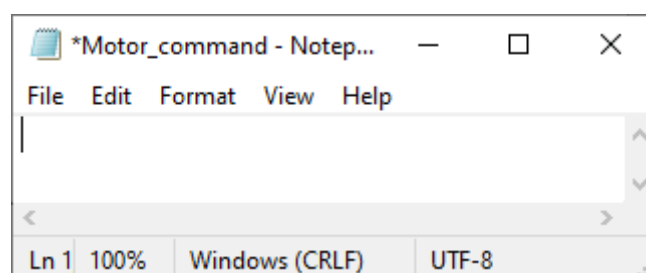 *Motor_command - Notep...
File Edit Format View Help
Ln 1 100% Windows (CRLF) UTF-8